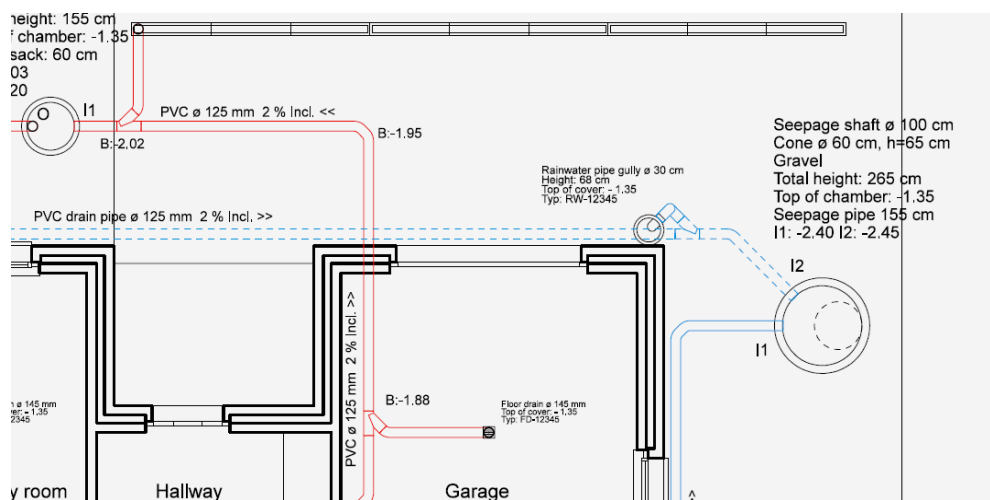 height: 155 cm
f chamber: -1.35
sack: 60 cm
03
20
I1
PVC ø 125 mm 2 % Incl. <<
B:-2.02
B:-1.95
Seepage shaft ø 100 cm
Cone ø 60 cm, h=65 cm
Gravel
Total height: 265 cm
Top of chamber: -1.35
Seepage pipe 155 cm
I1: -2.40 I2: -2.45
Rainwater pipe gully ø 30 cm
Height: 68 cm
Top of cover: - 1.35
Typ: RW-12345
PVC drain pipe ø 125 mm 2 % Incl. >>
I2
I1
PVC ø 125 mm 2 % Incl. >>
B:-1.88
ø 145 mm
ver: - 1,35
2345
Floor drain ø 145 mm
Top of cover: - 1,35
Typ: FD-12345
y room
Hallway
Garage